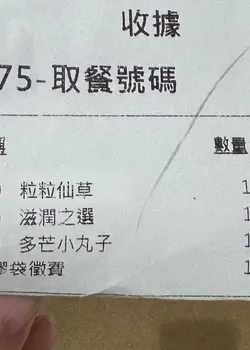 收據
75-取餐號碼
數量
粒粒仙草 1
滋潤之選 1
多芒小丸子 1
膠袋徵費 1